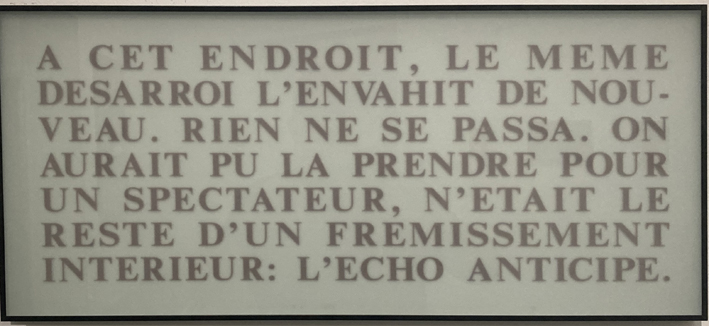 A CET ENDROIT, LE MEME
DESARROI L'ENVAHIT DE NOU-
VEAU. RIEN NE SE PASSA. ON
AURAIT PU LA PRENDRE POUR
UN SPECTATEUR, N'ETAIT LE
RESTE D'UN FREMISSEMENT
INTERIEUR: L'ECHO ANTICIPE.